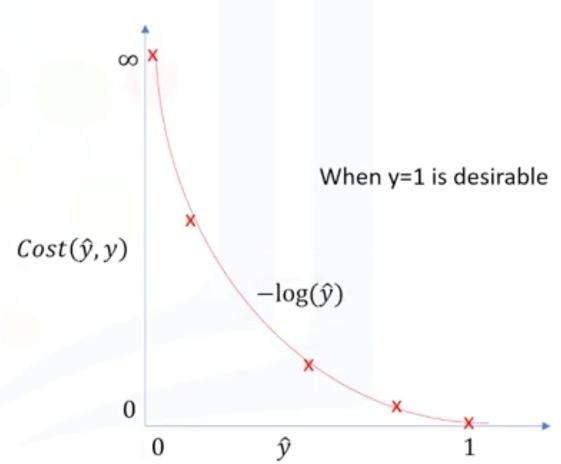 ∞
When y=1 is desirable
Cost(ŷ, y)
−log(ŷ)
0
0 ŷ 1